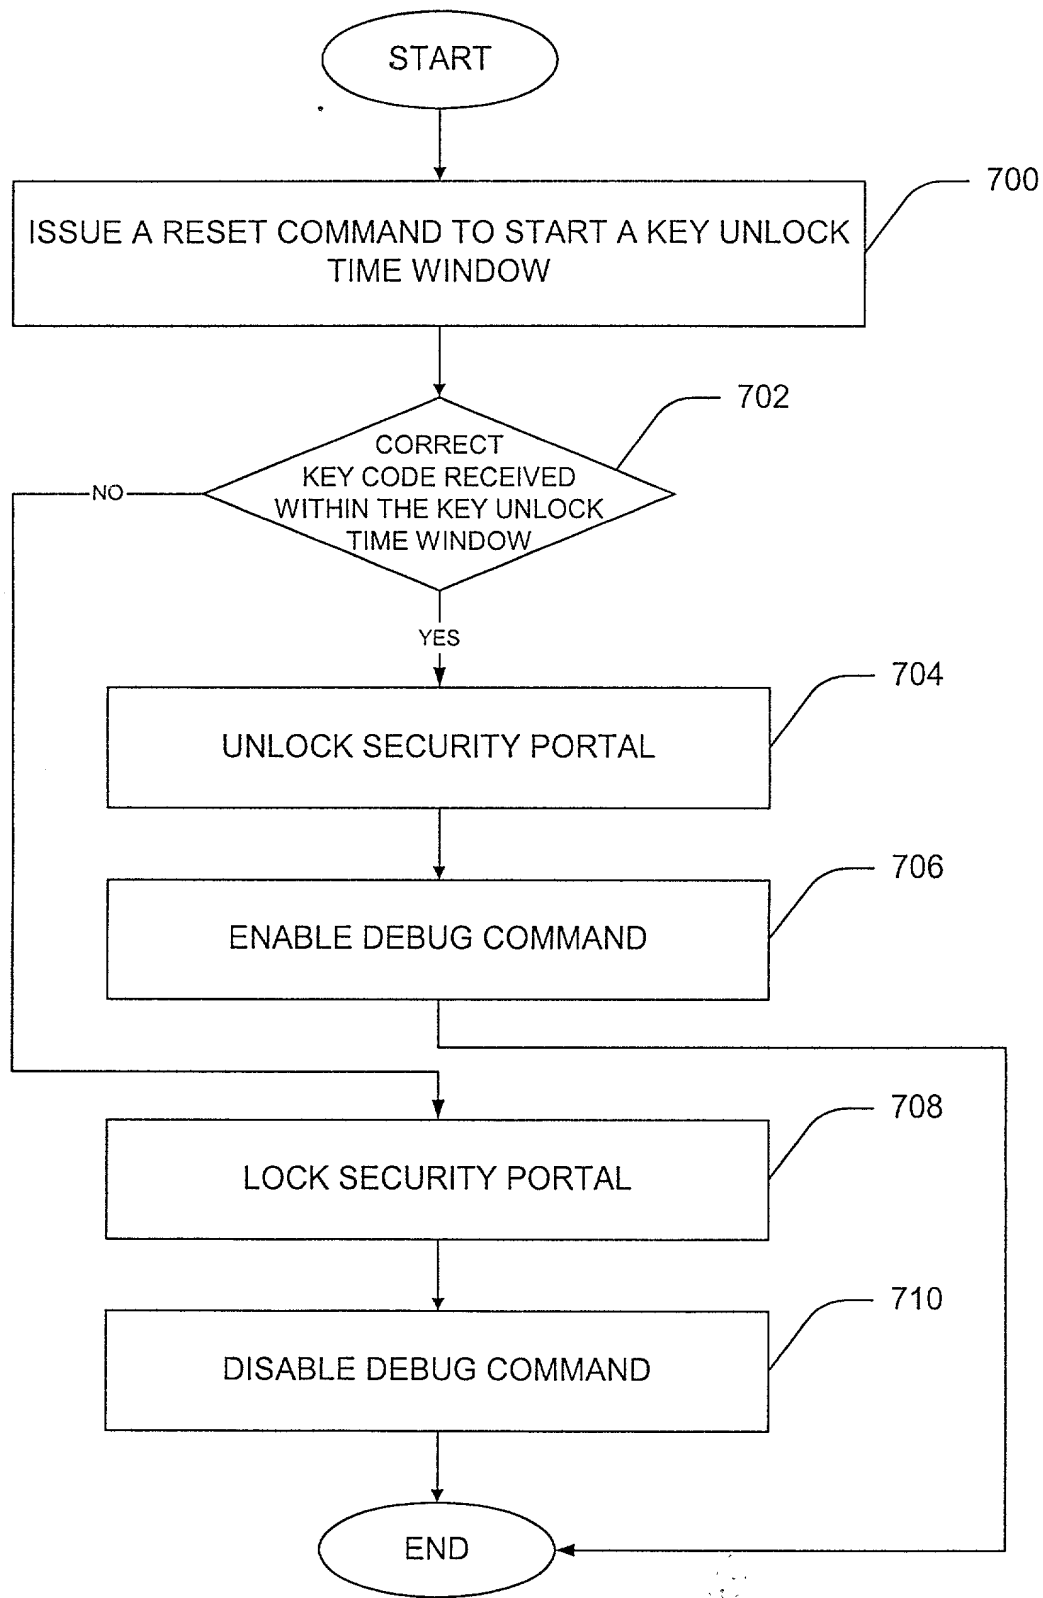 START
700
ISSUE A RESET COMMAND TO START A KEY UNLOCK
TIME WINDOW
702
CORRECT
KEY CODE RECEIVED
WITHIN THE KEY UNLOCK
TIME WINDOW
NO
YES
704
UNLOCK SECURITY PORTAL
706
ENABLE DEBUG COMMAND
708
LOCK SECURITY PORTAL
710
DISABLE DEBUG COMMAND
END